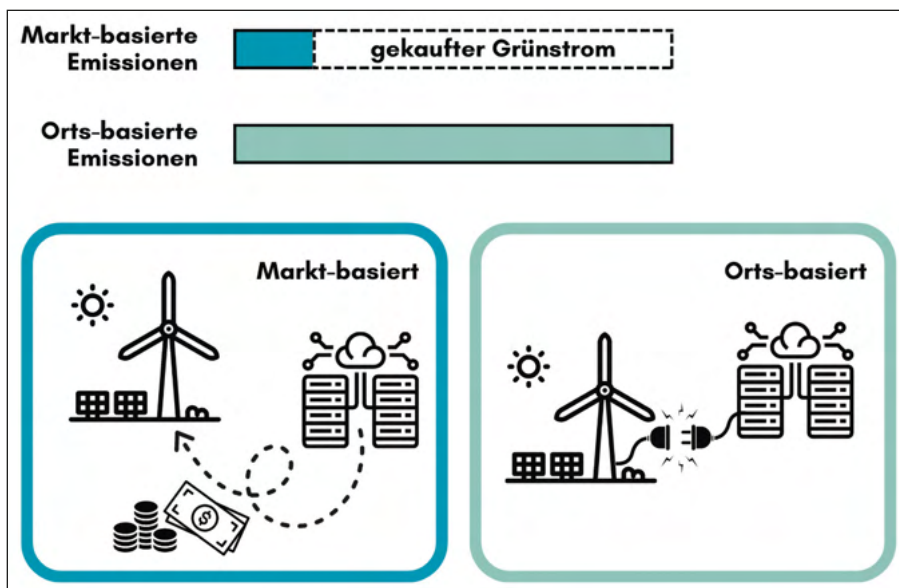 Markt-basierte
Emissionen
gekaufter Grünstrom
Orts-basierte
Emissionen
Markt-basiert
Orts-basiert
$